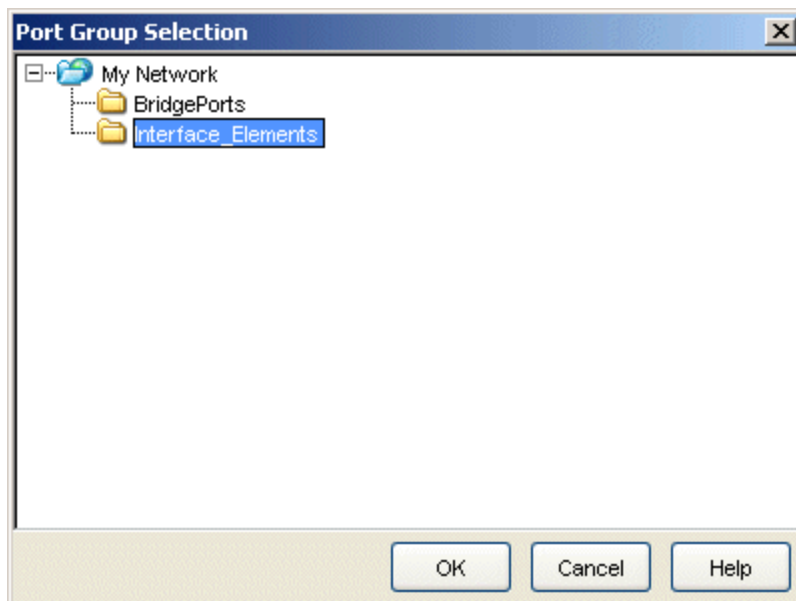 Port Group Selection
My Network
BridgePorts
Interface_Elements
OK Cancel Help